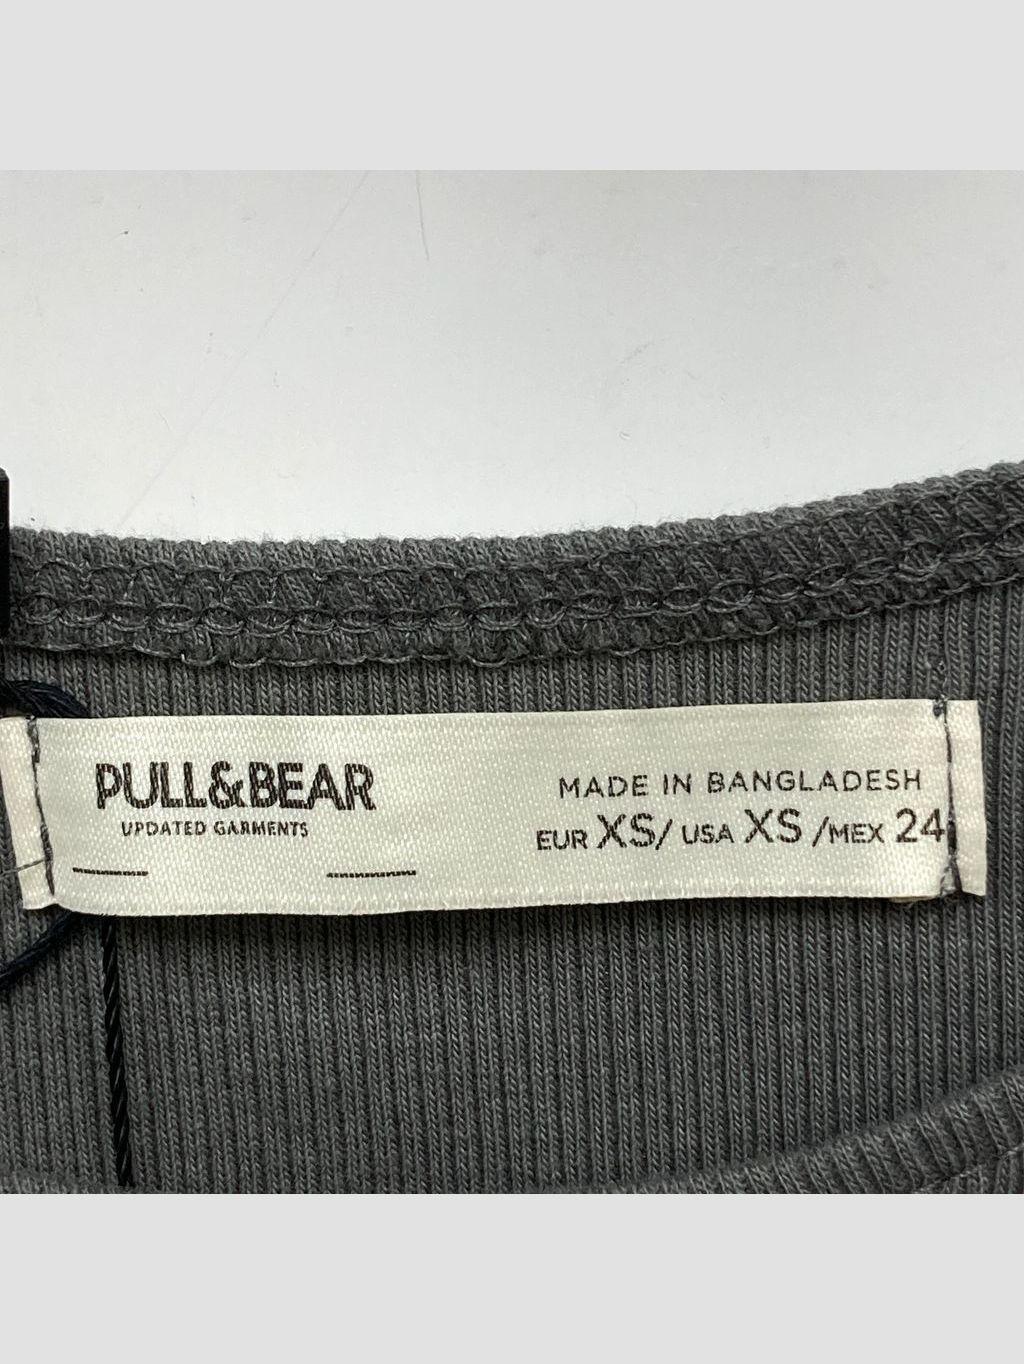 PULL&BEAR
UPDATED GARMENTS
MADE IN BANGLADESH
EUR XS/ USA XS /MEX 24